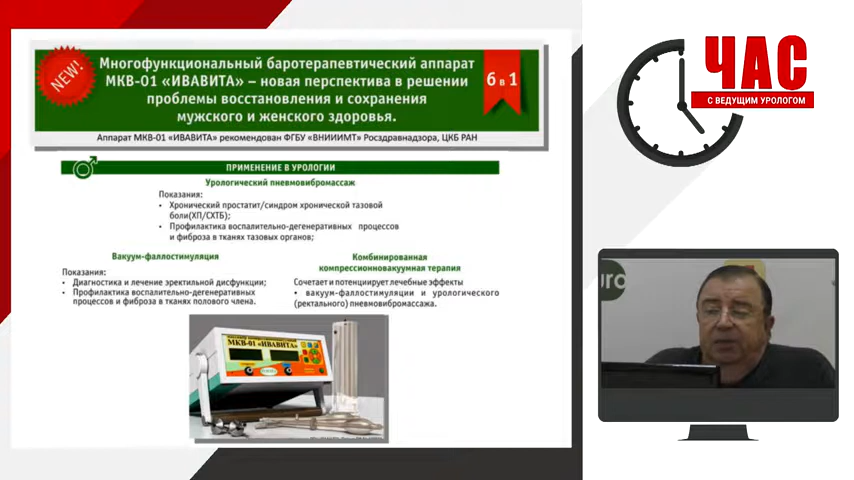 NEW!
Многофункциональный баротерапевтический аппарат
МКВ-01 «ИВАВИТА» – новая перспектива в решении
проблемы восстановления и сохранения
мужского и женского здоровья.
6 в 1
Аппарат МКВ-01 «ИВАВИТА» рекомендован ФГБУ «ВНИИИМТ» Росздравнадзора, ЦКБ РАН
ПРИМЕНЕНИЕ В УРОЛОГИИ
Урологический пневмовибромассаж
Показания:
• Хронический простатит/синдром хронической тазовой
боли(ХП/СХТБ);
• Профилактика воспалительно-дегенеративных процессов
и фиброза в тканях тазовых органов;
Вакуум-фаллостимуляция
Показания:
• Диагностика и лечение эректильной дисфункции;
• Профилактика воспалительно-дегенеративных
процессов и фиброза в тканях полового члена.
Комбинированная
компрессионновакуумная терапия
Сочетает и потенциирует лечебные эффекты
• вакуум-фаллостимуляции и урологического
(ректального) пневмовибромассажа.
МКВ-01 «ИВАВИТА»
ЧАС
С ВЕДУЩИМ УРОЛОГОМ
uro